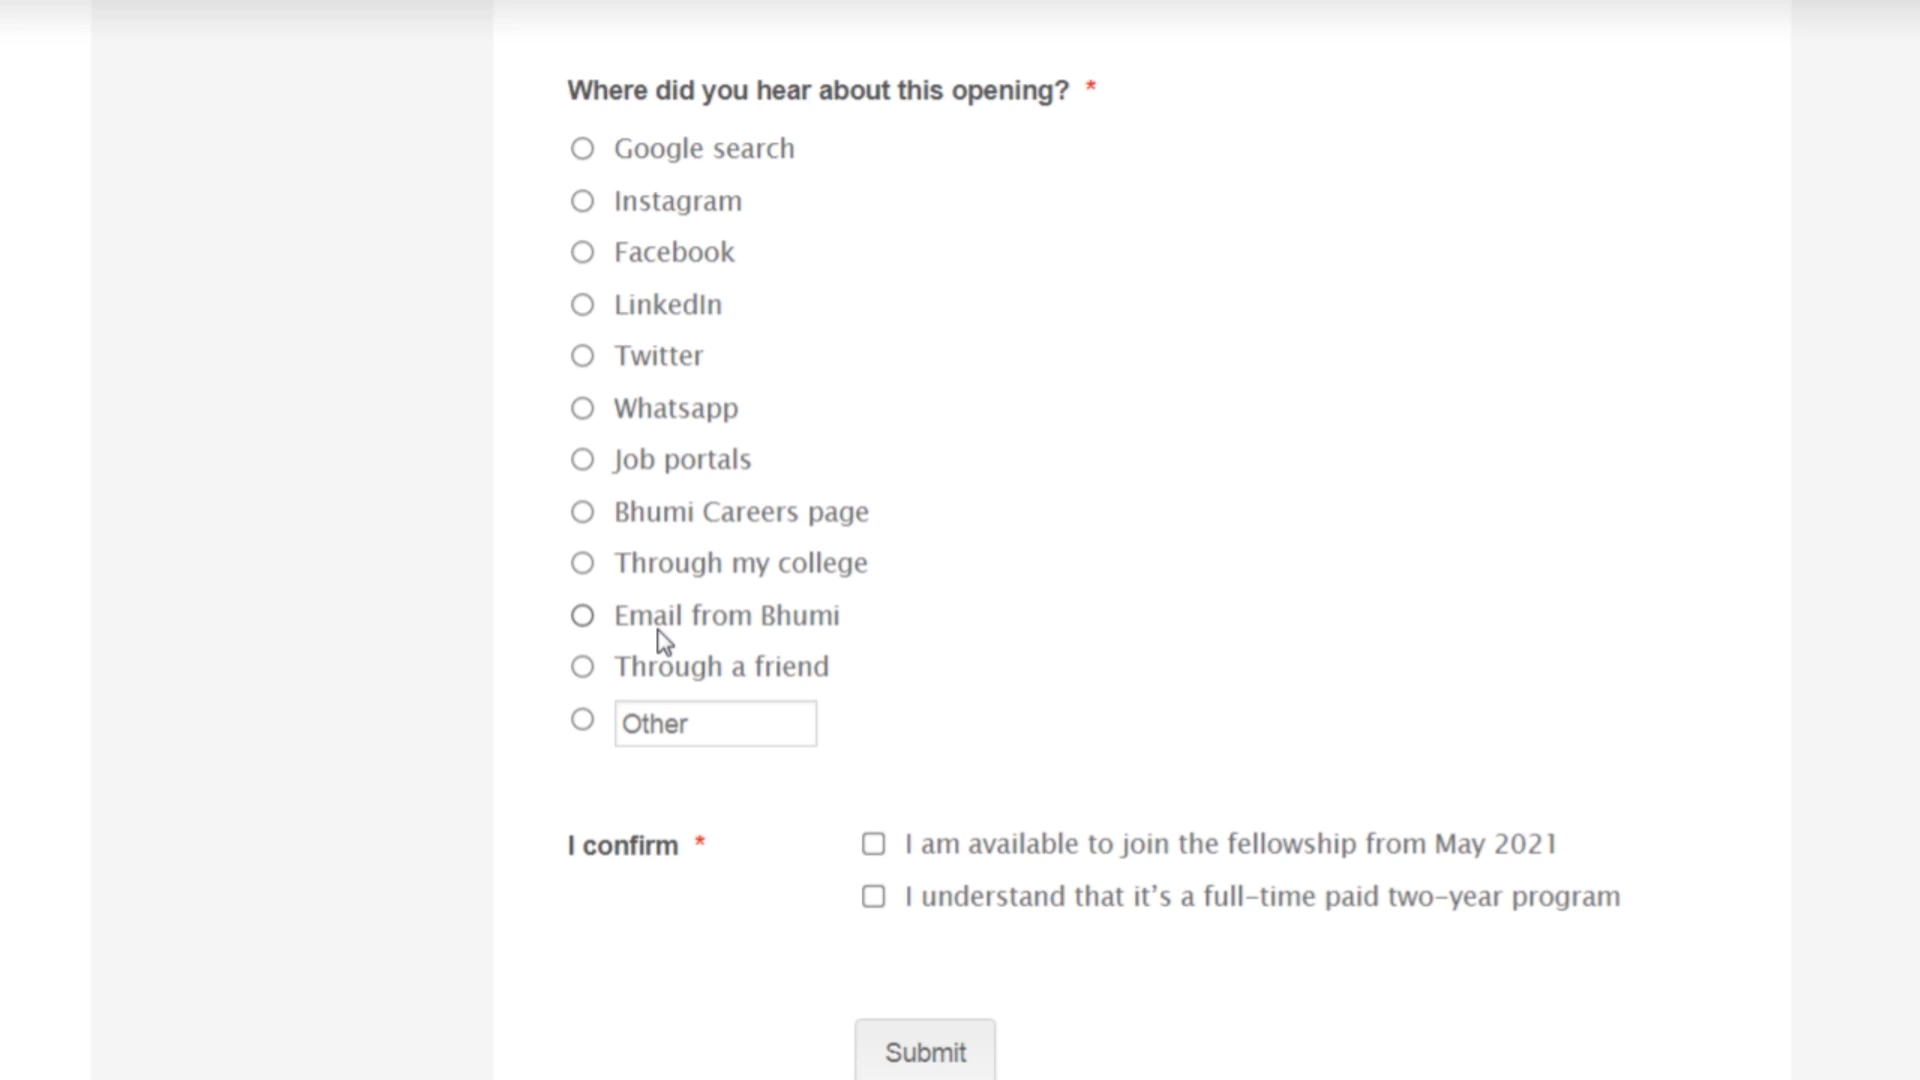 Where did you hear about this opening? *
Google search
Instagram
Facebook
LinkedIn
Twitter
Whatsapp
Job portals
Bhumi Careers page
Through my college
Email from Bhumi
Through a friend
Other
I confirm *
I am available to join the fellowship from May 2021
I understand that it’s a full-time paid two-year program
Submit